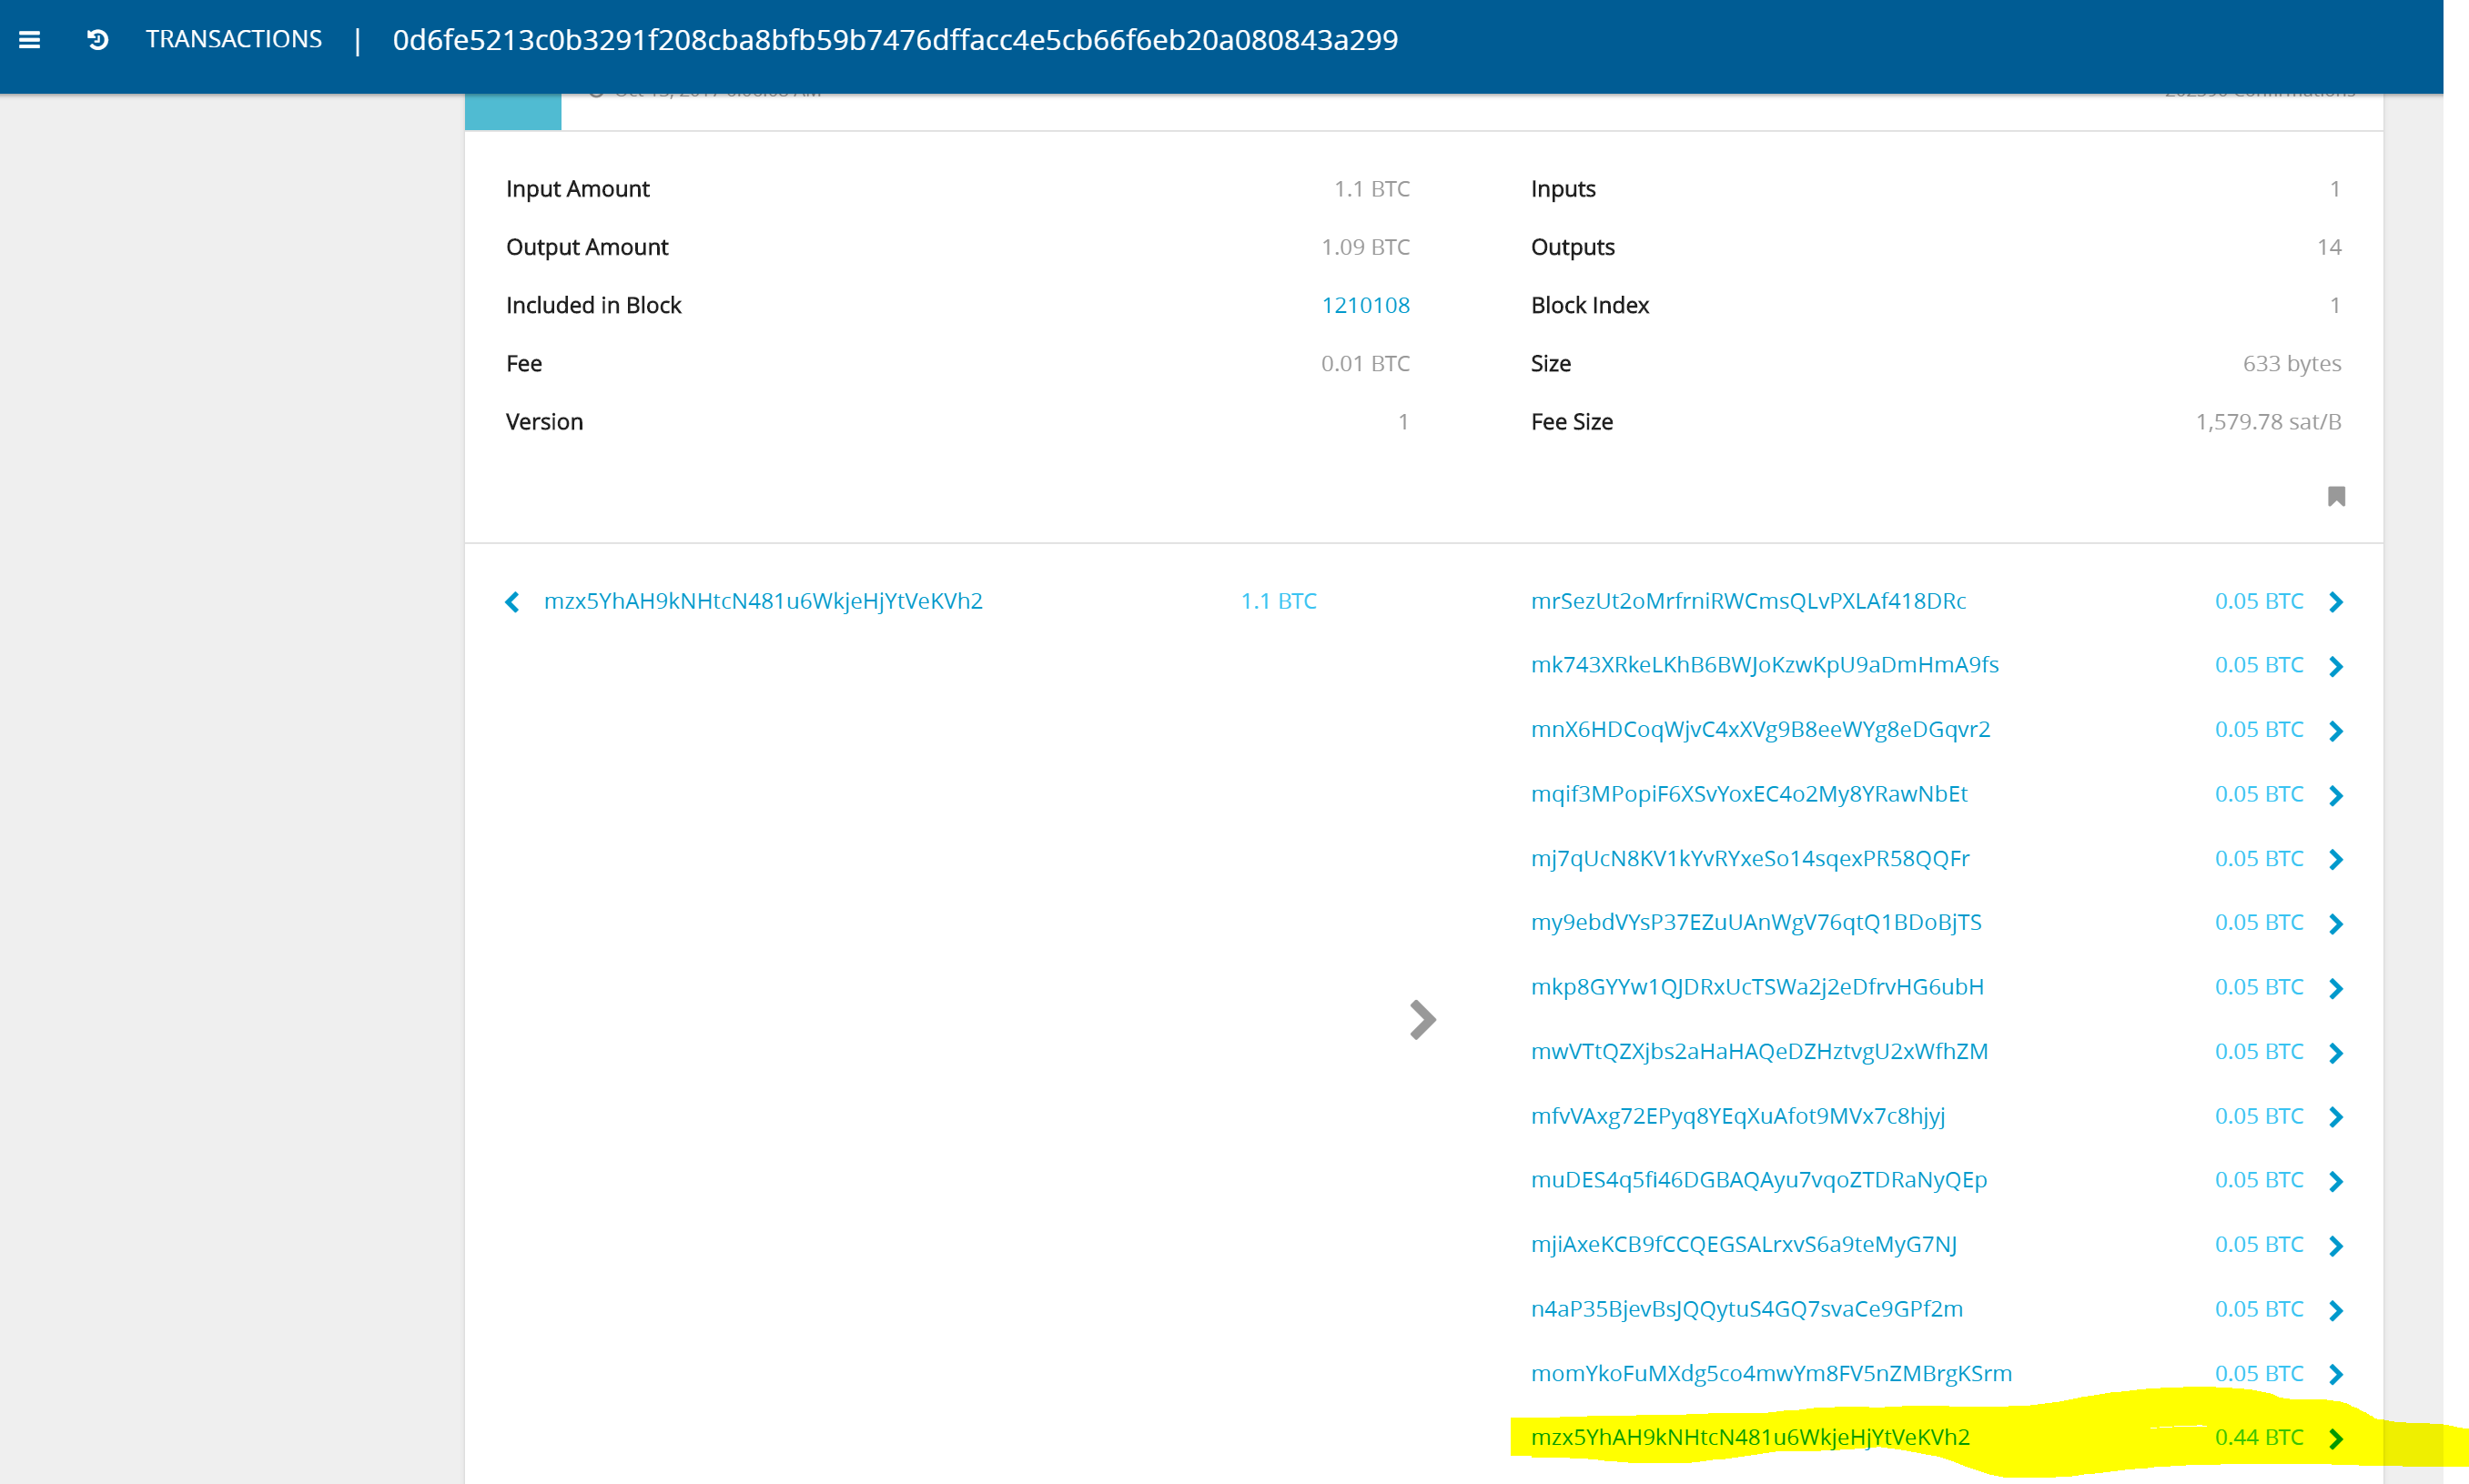 TRANSACTIONS | 0d6fe5213c0b3291f208cba8bfb59b7476dffacc4e5cb66f6eb20a080843a299
Input Amount 1.1 BTC
Inputs 1
Output Amount 1.09 BTC
Outputs 14
Included in Block 1210108
Block Index 1
Fee 0.01 BTC
Size 633 bytes
Version 1
Fee Size 1,579.78 sat/B
mzx5YhAH9kNHtcN481u6WkjeHjYtVeKVh2 1.1 BTC
mrSezUt2oMrfrniRWCmsQLvPXLAf418DRc 0.05 BTC
mk743XRkeLKhB6BWJoKzwKpU9aDmHmA9fs 0.05 BTC
mnX6HDCoqWjvC4xXVg9B8eeWYg8eDGqvr2 0.05 BTC
mqif3MPopiF6XSvYoxEC4o2My8YRawNbEt 0.05 BTC
mj7qUcN8KV1kYvRYxeSo14sqexPR58QQFr 0.05 BTC
my9ebdVYsP37EZuUAnWgV76qtQ1BDoBjTS 0.05 BTC
mkp8GYYw1QJDRxUcTSWa2j2eDfrvHG6ubH 0.05 BTC
mwVTtQZXjbs2aHaHAQeDZHztvgU2xWfhZM 0.05 BTC
mfvVAxg72EPyq8YEqXuAfot9MVx7c8hjyj 0.05 BTC
muDES4q5fi46DGBAQAyu7vqoZTDRaNyQEp 0.05 BTC
mjiAxeKCB9fCCQEGSALrxvS6a9teMyG7NJ 0.05 BTC
n4aP35BjevBsJQQytuS4GQ7svaCe9GPf2m 0.05 BTC
momYkoFuMXdg5co4mwYm8FV5nZMBrgKSrm 0.05 BTC
mzx5YhAH9kNHtcN481u6WkjeHjYtVeKVh2 0.44 BTC